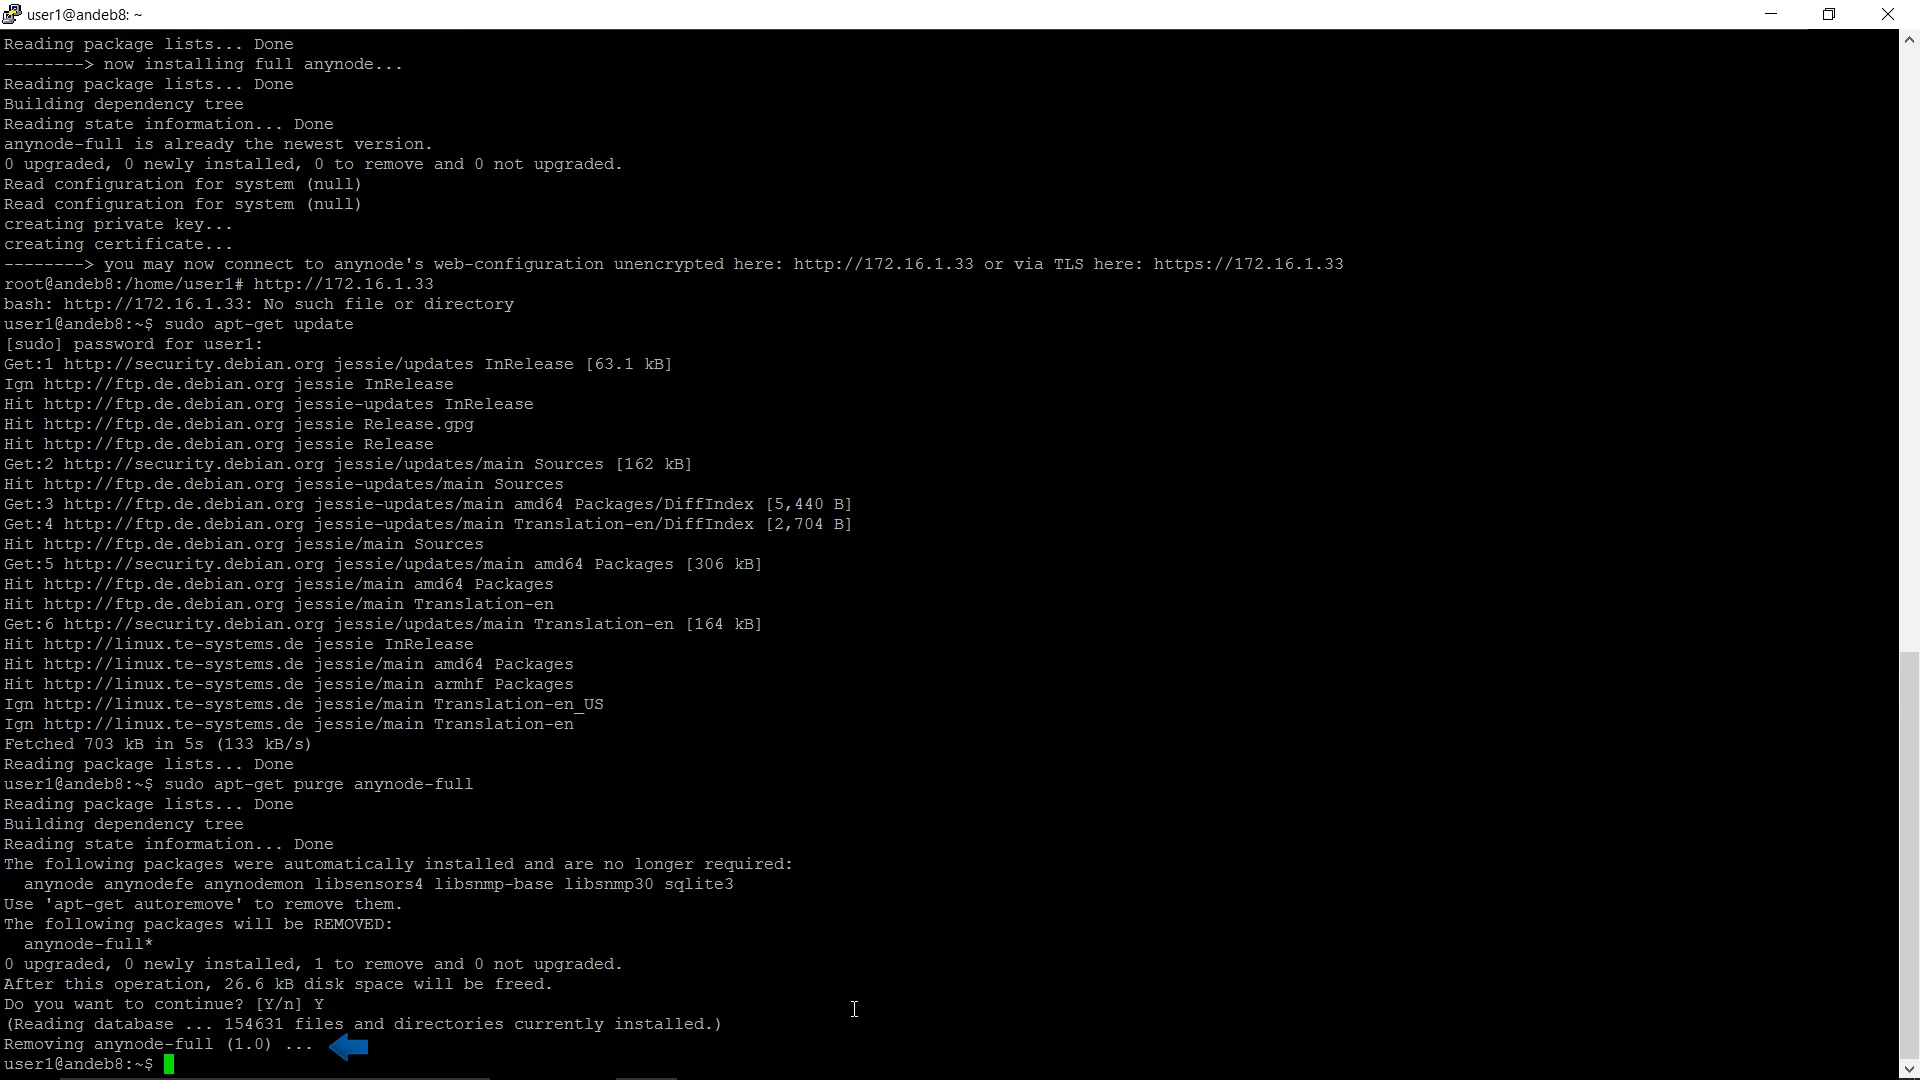 user1@andeb8: ~
Reading package lists... Done
--------> now installing full anynode...
Reading package lists... Done
Building dependency tree
Reading state information... Done
anynode-full is already the newest version.
0 upgraded, 0 newly installed, 0 to remove and 0 not upgraded.
Read configuration for system (null)
Read configuration for system (null)
creating private key...
creating certificate...
--------> you may now connect to anynode's web-configuration unencrypted here: http://172.16.1.33 or via TLS here: https://172.16.1.33
root@andeb8:/home/user1# http://172.16.1.33
bash: http://172.16.1.33: No such file or directory
user1@andeb8:~$ sudo apt-get update
[sudo] password for user1:
Get:1 http://security.debian.org jessie/updates InRelease [63.1 kB]
Ign http://ftp.de.debian.org jessie InRelease
Hit http://ftp.de.debian.org jessie-updates InRelease
Hit http://ftp.de.debian.org jessie Release.gpg
Hit http://ftp.de.debian.org jessie Release
Get:2 http://security.debian.org jessie/updates/main Sources [162 kB]
Hit http://ftp.de.debian.org jessie-updates/main Sources
Get:3 http://ftp.de.debian.org jessie-updates/main amd64 Packages/DiffIndex [5,440 B]
Get:4 http://ftp.de.debian.org jessie-updates/main Translation-en/DiffIndex [2,704 B]
Hit http://ftp.de.debian.org jessie/main Sources
Get:5 http://security.debian.org jessie/updates/main amd64 Packages [306 kB]
Hit http://ftp.de.debian.org jessie/main amd64 Packages
Hit http://ftp.de.debian.org jessie/main Translation-en
Get:6 http://security.debian.org jessie/updates/main Translation-en [164 kB]
Hit http://linux.te-systems.de jessie InRelease
Hit http://linux.te-systems.de jessie/main amd64 Packages
Hit http://linux.te-systems.de jessie/main armhf Packages
Ign http://linux.te-systems.de jessie/main Translation-en_US
Ign http://linux.te-systems.de jessie/main Translation-en
Fetched 703 kB in 5s (133 kB/s)
Reading package lists... Done
user1@andeb8:~$ sudo apt-get purge anynode-full
Reading package lists... Done
Building dependency tree
Reading state information... Done
The following packages were automatically installed and are no longer required:
  anynode anynodefe anynodemon libsensors4 libsnmp-base libsnmp30 sqlite3
Use 'apt-get autoremove' to remove them.
The following packages will be REMOVED:
  anynode-full*
0 upgraded, 0 newly installed, 1 to remove and 0 not upgraded.
After this operation, 26.6 kB disk space will be freed.
Do you want to continue? [Y/n] Y
(Reading database ... 154631 files and directories currently installed.)
Removing anynode-full (1.0) ...
user1@andeb8:~$